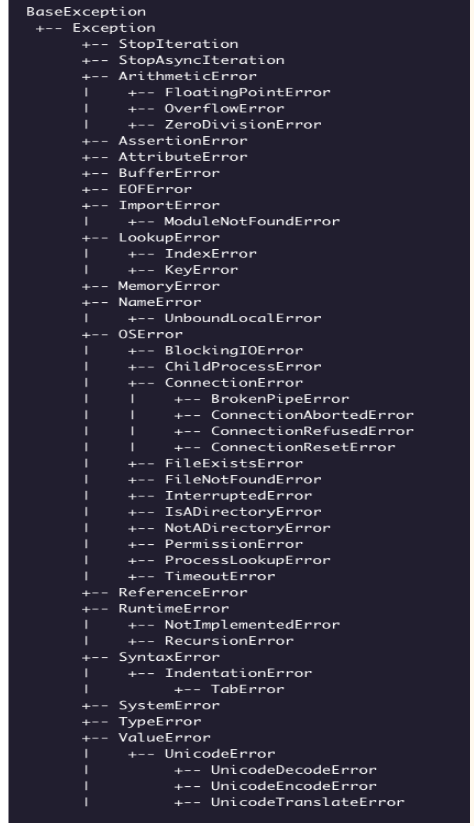 BaseException
 +-- Exception
      +-- StopIteration
      +-- StopAsyncIteration
      +-- ArithmeticError
      |    +-- FloatingPointError
      |    +-- OverflowError
      |    +-- ZeroDivisionError
      +-- AssertionError
      +-- AttributeError
      +-- BufferError
      +-- EOFError
      +-- ImportError
      |    +-- ModuleNotFoundError
      +-- LookupError
      |    +-- IndexError
      |    +-- KeyError
      +-- MemoryError
      +-- NameError
      |    +-- UnboundLocalError
      +-- OSError
      |    +-- BlockingIOError
      |    +-- ChildProcessError
      |    +-- ConnectionError
      |    |    +-- BrokenPipeError
      |    |    +-- ConnectionAbortedError
      |    |    +-- ConnectionRefusedError
      |    |    +-- ConnectionResetError
      |    +-- FileExistsError
      |    +-- FileNotFoundError
      |    +-- InterruptedError
      |    +-- IsADirectoryError
      |    +-- NotADirectoryError
      |    +-- PermissionError
      |    +-- ProcessLookupError
      |    +-- TimeoutError
      +-- ReferenceError
      +-- RuntimeError
      |    +-- NotImplementedError
      |    +-- RecursionError
      +-- SyntaxError
      |    +-- IndentationError
      |         +-- TabError
      +-- SystemError
      +-- TypeError
      +-- ValueError
      |    +-- UnicodeError
      |         +-- UnicodeDecodeError
      |         +-- UnicodeEncodeError
      |         +-- UnicodeTranslateError